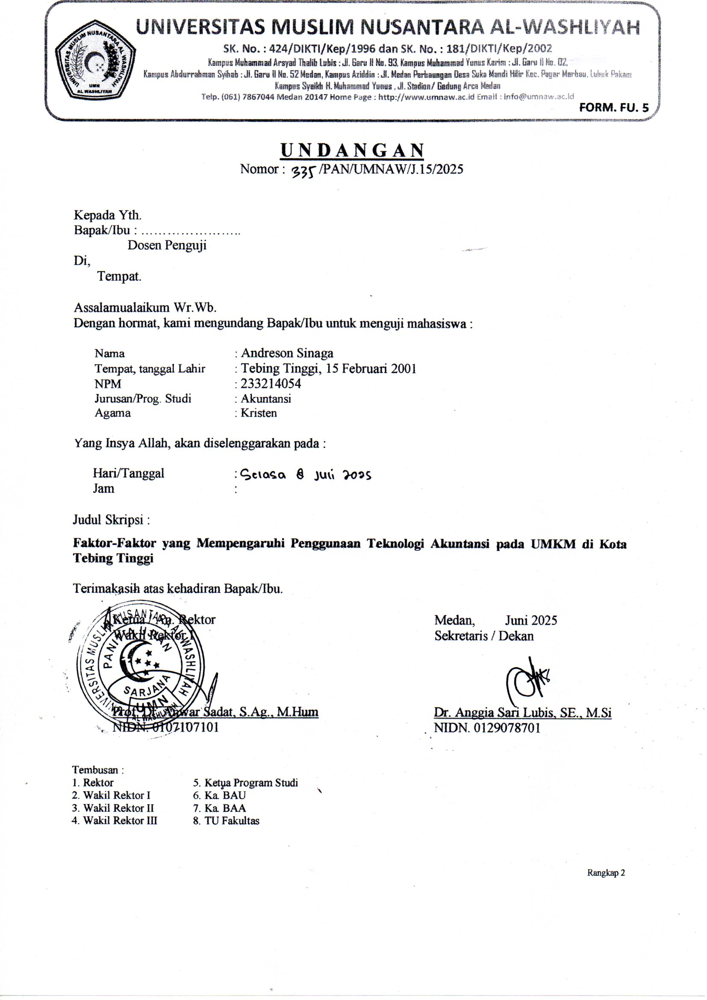 UNIVERSITAS MUSLIM NUSANTARA AL-WASHLIYAH
SK. No. : 424/DIKTI/Kep/1996 dan SK. No. : 181/DIKTI/Kep/2002
Kampus Muhammad Arsyad Thalib Lubis : Jl. Garu II No. 93, Kampus Muhammad Yunus Karim : Jl. Garu II No. 02,
Kampus Abdurrahman Syihab : Jl. Garu II No. 52 Medan, Kampus Aziddin : Jl. Medan Perbaungan Desa Suka Mandi Hilir Kec. Pagar Merbau, Lubuk Pakam
Kampus Syeikh H. Muhammad Yunus , Jl. Stadion/ Gedung Arca Medan
Telp. (061) 7867044 Medan 20147 Home Page : http://www.umnaw.ac.id Email : info@umnaw.ac.id
FORM. FU. 5
UNIVERSITAS MUSLIM NUSANTARA AL WASHLIYAH
UMN
AL WASHLIYAH
UNDANGAN
Nomor : 335 /PAN/UMNAW/J.15/2025
Kepada Yth.
Bapak/Ibu : ........................
Dosen Penguji
Di,
Tempat.
Assalamualaikum Wr.Wb.
Dengan hormat, kami mengundang Bapak/Ibu untuk menguji mahasiswa :
Nama : Andreson Sinaga
Tempat, tanggal Lahir : Tebing Tinggi, 15 Februari 2001
NPM : 233214054
Jurusan/Prog. Studi : Akuntansi
Agama : Kristen
Yang Insya Allah, akan diselenggarakan pada :
Hari/Tanggal : Selasa 8 Juli 2025
Jam :
Judul Skripsi :
Faktor-Faktor yang Mempengaruhi Penggunaan Teknologi Akuntansi pada UMKM di Kota
Tebing Tinggi
Terimakasih atas kehadiran Bapak/Ibu.
Ketua / An. Rektor
Wakil Rektor I
UNIVERSITAS MUSLIM NUSANTARA AL WASHLIYAH
PANITIA UJIAN
SARJANA
UMN
AL WASHLIYAH
Prof. Dr. Anwar Sadat, S.Ag., M.Hum
NIDN. 0107107101
Medan, Juni 2025
Sekretaris / Dekan
Dr. Anggia Sari Lubis, SE., M.Si
NIDN. 0129078701
Tembusan :
1. Rektor
2. Wakil Rektor I
3. Wakil Rektor II
4. Wakil Rektor III
5. Ketua Program Studi
6. Ka. BAU
7. Ka. BAA
8. TU Fakultas
Rangkap 2